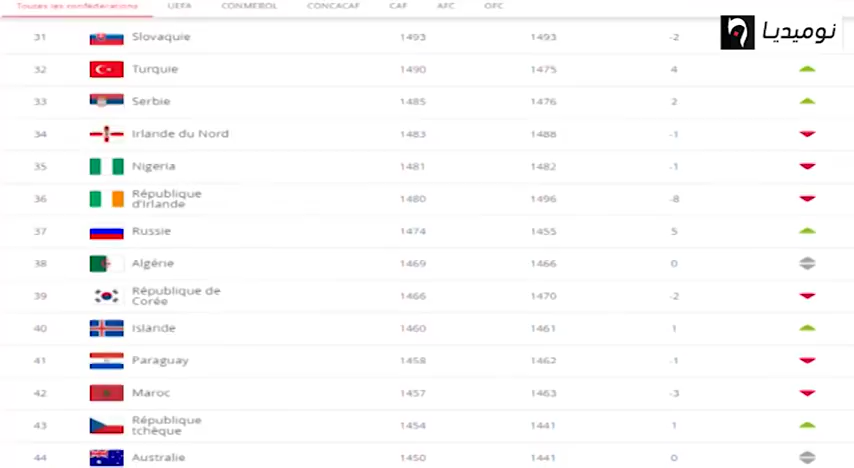 Toutes les confédérations UEFA CONMEBOL CONCACAF CAF AFC OFC
نوميديا
31 Slovaquie 1493 1493 -2
32 Turquie 1490 1475 4
33 Serbie 1485 1476 2
34 Irlande du Nord 1483 1488 -1
35 Nigeria 1481 1482 -1
36 République d'Irlande 1480 1496 -8
37 Russie 1474 1455 5
38 Algérie 1469 1466 0
39 République de Corée 1466 1470 -2
40 Islande 1460 1461 1
41 Paraguay 1458 1462 -1
42 Maroc 1457 1463 -3
43 République tchèque 1454 1441 1
44 Australie 1450 1441 0